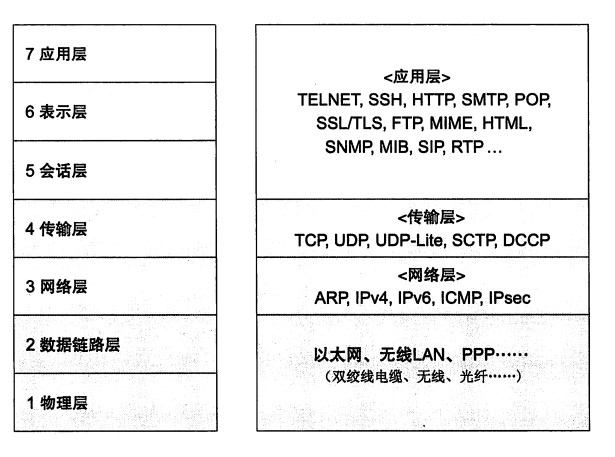 7 应用层
6 表示层
5 会话层
4 传输层
3 网络层
2 数据链路层
1 物理层
<应用层>
TELNET, SSH, HTTP, SMTP, POP,
SSL/TLS, FTP, MIME, HTML,
SNMP, MIB, SIP, RTP ...
<传输层>
TCP, UDP, UDP-Lite, SCTP, DCCP
<网络层>
ARP, IPv4, IPv6, ICMP, IPsec
以太网、无线LAN、PPP……
（双绞线电缆、无线、光纤……）